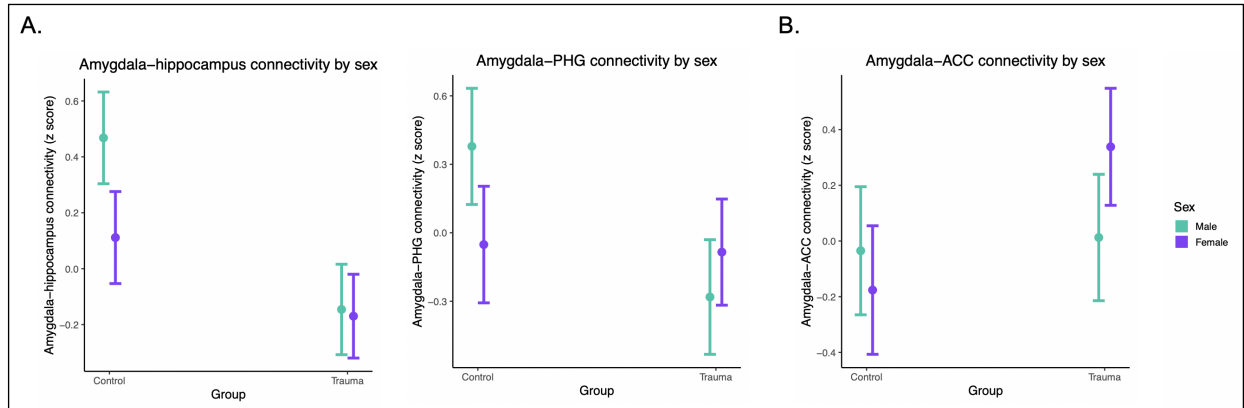 A.
B.
Amygdala−hippocampus connectivity by sex
Amygdala−hippocampus connectivity (z score)
0.6
0.4
0.2
0.0
−0.2
Control
Trauma
Group
Amygdala−PHG connectivity by sex
Amygdala−PHG connectivity (z score)
0.6
0.3
0.0
−0.3
Control
Trauma
Group
Amygdala−ACC connectivity by sex
Amygdala−ACC connectivity (z score)
0.4
0.2
0.0
−0.2
−0.4
Control
Trauma
Group
Sex
Male
Female